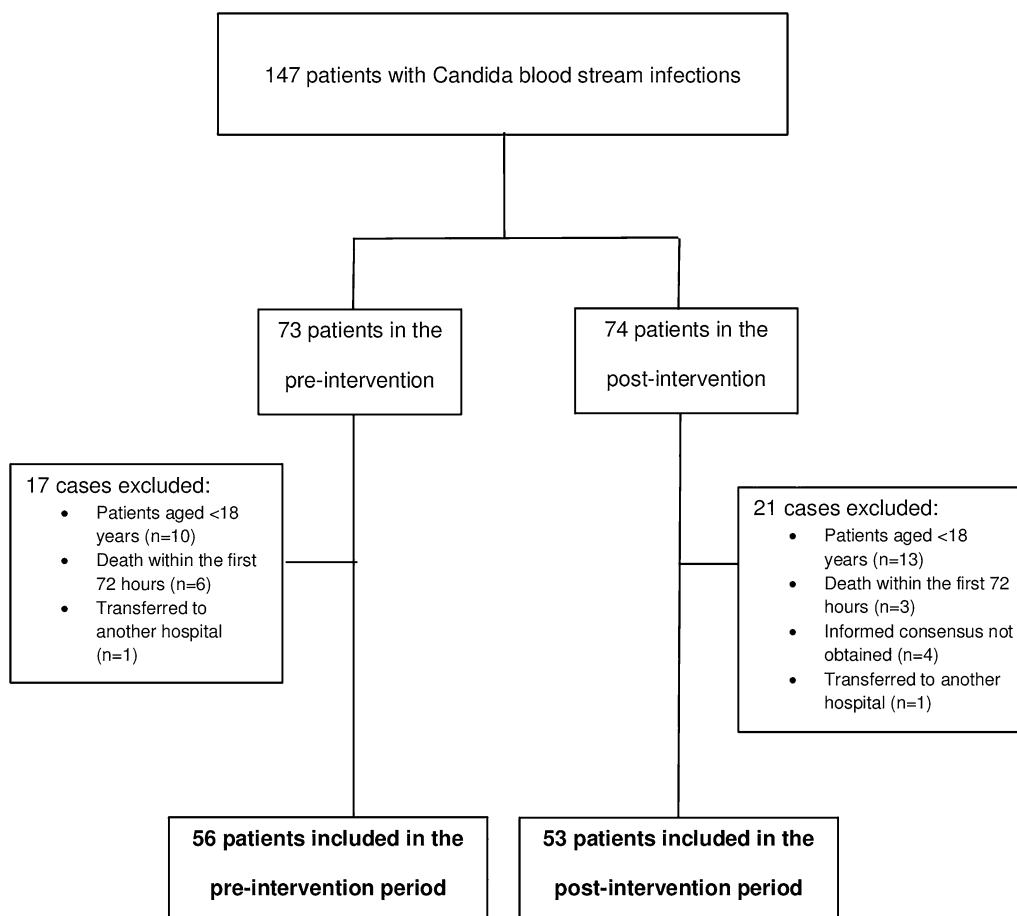 147 patients with Candida blood stream infections
73 patients in the
pre-intervention
74 patients in the
post-intervention
17 cases excluded:
• Patients aged <18
years (n=10)
• Death within the first
72 hours (n=6)
• Transferred to
another hospital
(n=1)
21 cases excluded:
• Patients aged <18
years (n=13)
• Death within the first 72
hours (n=3)
• Informed consensus not
obtained (n=4)
• Transferred to another
hospital (n=1)
56 patients included in the
pre-intervention period
53 patients included in the
post-intervention period